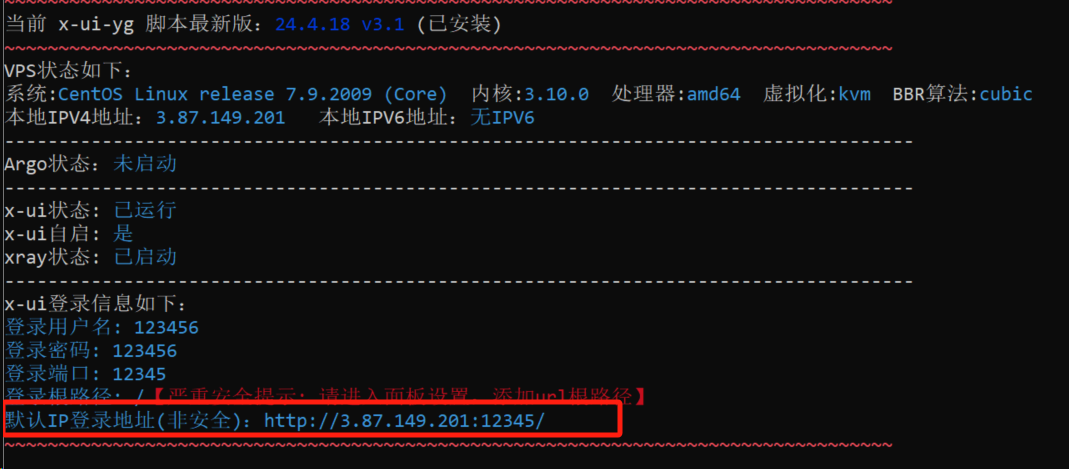 当前 x-ui-yg 脚本最新版：24.4.18 v3.1 (已安装)
VPS状态如下：
系统:CentOS Linux release 7.9.2009 (Core) 内核:3.10.0 处理器:amd64 虚拟化:kvm BBR算法:cubic
本地IPV4地址：3.87.149.201 本地IPV6地址：无IPV6
Argo状态：未启动
x-ui状态：已运行
x-ui自启：是
xray状态：已启动
x-ui登录信息如下：
登录用户名：123456
登录密码：123456
登录端口：12345
登录根路径：/【严重安全提示：请进入面板设置，添加url根路径】
默认IP登录地址(非安全)：http://3.87.149.201:12345/